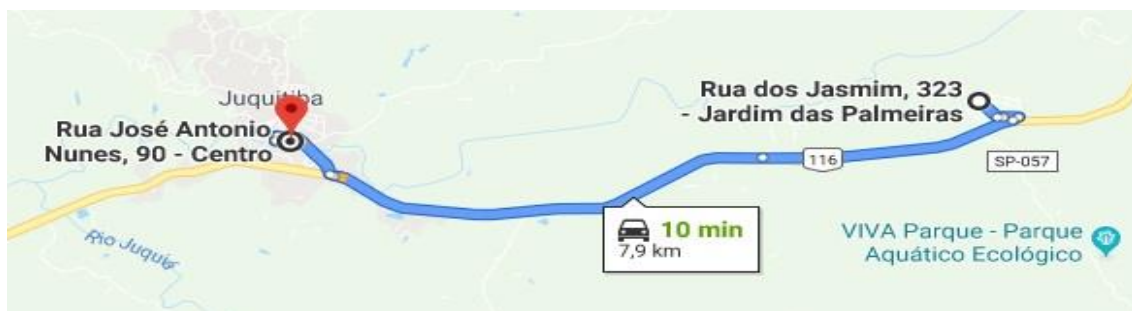 Juquitiba
Rua José Antonio
Nunes, 90 - Centro
Rua dos Jasmim, 323
- Jardim das Palmeiras
116
SP-057
10 min
7,9 km
VIVA Parque - Parque
Aquático Ecológico
Rio Juquiá